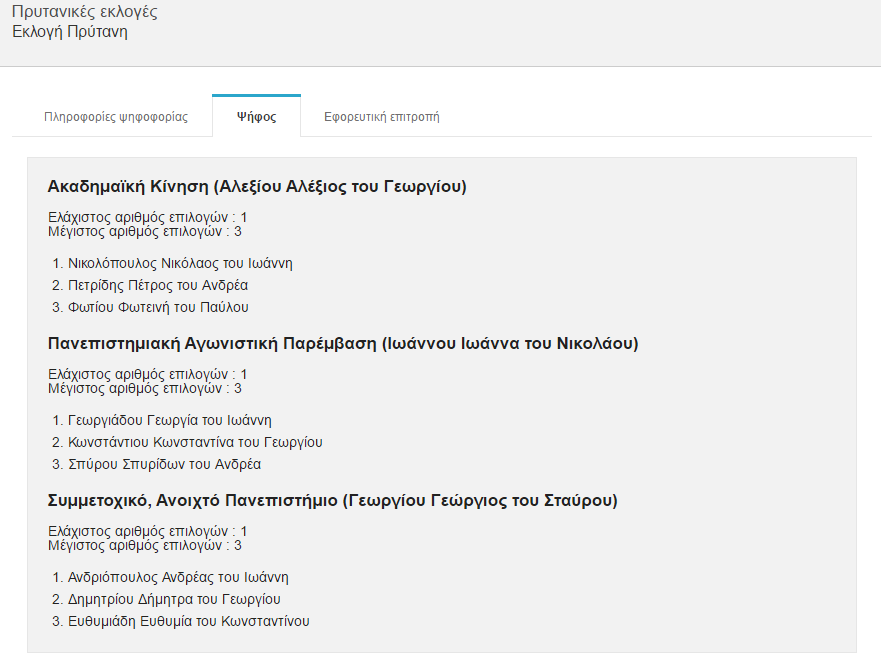 Πρυτανικές εκλογές
Εκλογή Πρύτανη
Πληροφορίες ψηφοφορίας
Ψήφος
Εφορευτική επιτροπή
Ακαδημαϊκή Κίνηση (Αλεξίου Αλέξιος του Γεωργίου)
Ελάχιστος αριθμός επιλογών : 1
Μέγιστος αριθμός επιλογών : 3
1. Νικολόπουλος Νικόλαος του Ιωάννη
2. Πετρίδης Πέτρος του Ανδρέα
3. Φωτίου Φωτεινή του Παύλου
Πανεπιστημιακή Αγωνιστική Παρέμβαση (Ιωάννου Ιωάννα του Νικολάου)
Ελάχιστος αριθμός επιλογών : 1
Μέγιστος αριθμός επιλογών : 3
1. Γεωργιάδου Γεωργία του Ιωάννη
2. Κωνστάντιου Κωνσταντίνα του Γεωργίου
3. Σπύρου Σπυρίδων του Ανδρέα
Συμμετοχικό, Ανοιχτό Πανεπιστήμιο (Γεωργίου Γεώργιος του Σταύρου)
Ελάχιστος αριθμός επιλογών : 1
Μέγιστος αριθμός επιλογών : 3
1. Ανδριόπουλος Ανδρέας του Ιωάννη
2. Δημητρίου Δήμητρα του Γεωργίου
3. Ευθυμιάδη Ευθυμία του Κωνσταντίνου